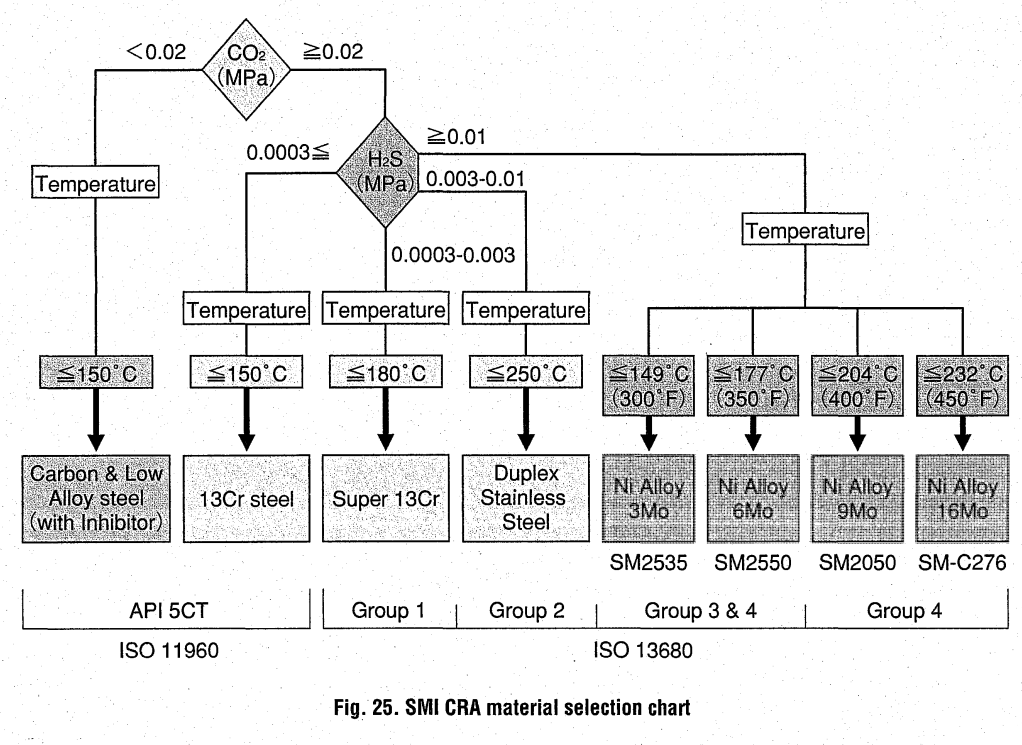 <0.02
CO₂
(MPa)
≧0.02
Temperature
0.0003≦
H₂S
(MPa)
≧0.01
0.003-0.01
0.0003-0.003
Temperature
Temperature
Temperature
Temperature
≦150°C
≦150°C
≦180°C
≦250°C
≦149°C
(300°F)
≦177°C
(350°F)
≦204°C
(400°F)
≦232°C
(450°F)
Carbon & Low
Alloy steel
(with Inhibitor)
13Cr steel
Super 13Cr
Duplex
Stainless
Steel
Ni Alloy
3Mo
Ni Alloy
6Mo
Ni Alloy
9Mo
Ni Alloy
16Mo
SM2535
SM2550
SM2050
SM-C276
API 5CT
Group 1
Group 2
Group 3 & 4
Group 4
ISO 11960
ISO 13680
Fig. 25. SMI CRA material selection chart